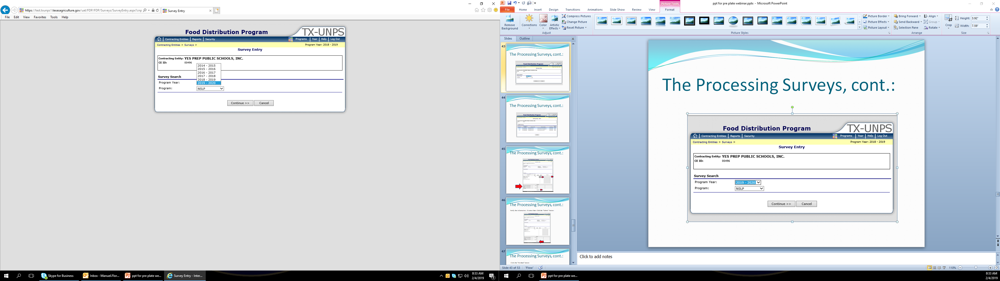 https://test.txunps1.texasagriculture.gov/uat/FDP/FDP/Surveys/SurveyEntry.aspx?cnp
Survey Entry
File Edit View Favorites Tools Help
Food Distribution Program
TX-UNPS
Contracting Entities Reports Security Programs Year Help Log Out
Contracting Entities > Surveys > Program Year: 2018 - 2019
Survey Entry
Contracting Entity: YES PREP PUBLIC SCHOOLS, INC.
CE ID: 00496
2014 - 2015
2015 - 2016
2016 - 2017
2017 - 2018
2018 - 2019
2019 - 2020
Survey Search
Program Year:
Program: NSLP
Continue >> Cancel
Skype for Business
Inbox - Manuel.Flor...
ppt for pre plate we...
Survey Entry - Inter...
8:33 AM
2/4/2019
Picture Tools
ppt for pre plate webinar.pptx - Microsoft PowerPoint
File Home Insert Design Transitions Animations Slide Show Review View Format
Remove Background
Corrections
Color
Artistic Effects
Compress Pictures
Change Picture
Reset Picture
Adjust
Picture Styles
Picture Border
Picture Effects
Picture Layout
Bring Forward
Send Backward
Selection Pane
Align
Group
Rotate
Arrange
Crop
Height: 3.92"
Width: 7.59"
Size
Slides Outline
43
The Processing Surveys, cont.:
Food Distribution Program TX-UNPS
44
The Processing Surveys, cont.:
Food Distribution Program TX-UNPS
45
The Processing Surveys, cont.:
46
The Processing Surveys, cont.:
47
The Processing Surveys, cont.:
The Processing Surveys, cont.:
Food Distribution Program
TX-UNPS
Contracting Entities Reports Security Programs Year Help Log Out
Contracting Entities > Surveys > Program Year: 2018 - 2019
Survey Entry
Contracting Entity: YES PREP PUBLIC SCHOOLS, INC.
CE ID: 00496
Survey Search
Program Year: 2019 - 2020
Program: NSLP
Continue >> Cancel
Click to add notes
Slide 43 of 53 "Flow" 110%
ppt for pre plate we...
8:33 AM
2/4/2019